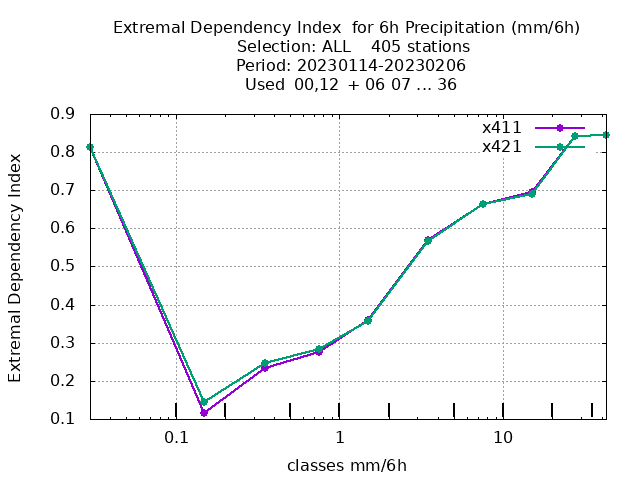 Extremal Dependency Index  for 6h Precipitation (mm/6h)
Selection: ALL    405 stations
Period: 20230114-20230206
Used  00,12  + 06 07 ... 36
x411
x421
0.9
0.8
0.7
0.6
0.5
0.4
0.3
0.2
0.1
Extremal Dependency Index
0.1 1 10
classes mm/6h